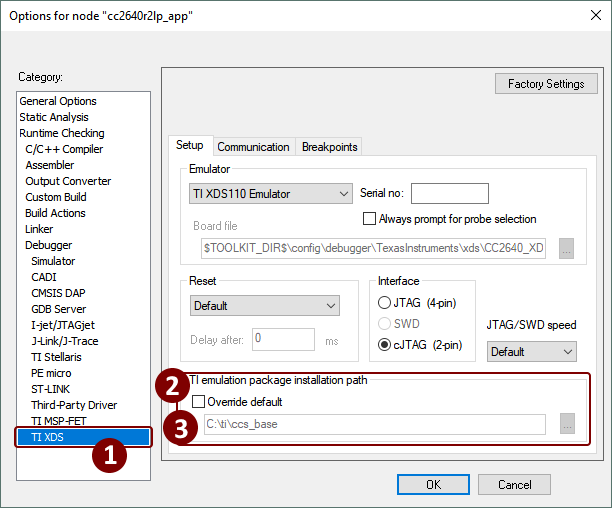 Options for node "cc2640r2lp_app"
Category:
General Options
Static Analysis
Runtime Checking
C/C++ Compiler
Assembler
Output Converter
Custom Build
Build Actions
Linker
Debugger
Simulator
CADI
CMSIS DAP
GDB Server
I-jet/JTAGjet
J-Link/J-Trace
TI Stellaris
PE micro
ST-LINK
Third-Party Driver
TI MSP-FET
TI XDS
1
Factory Settings
Setup Communication Breakpoints
Emulator
TI XDS110 Emulator Serial no:
Always prompt for probe selection
Board file
$TOOLKIT_DIR$\config\debugger\TexasInstruments\xds\CC2640_XD ...
Reset
Default
Delay after: 0 ms
Interface
JTAG (4-pin)
SWD
cJTAG (2-pin)
JTAG/SWD speed
Default
TI emulation package installation path
2 Override default
3 C:\ti\ccs_base ...
OK Cancel